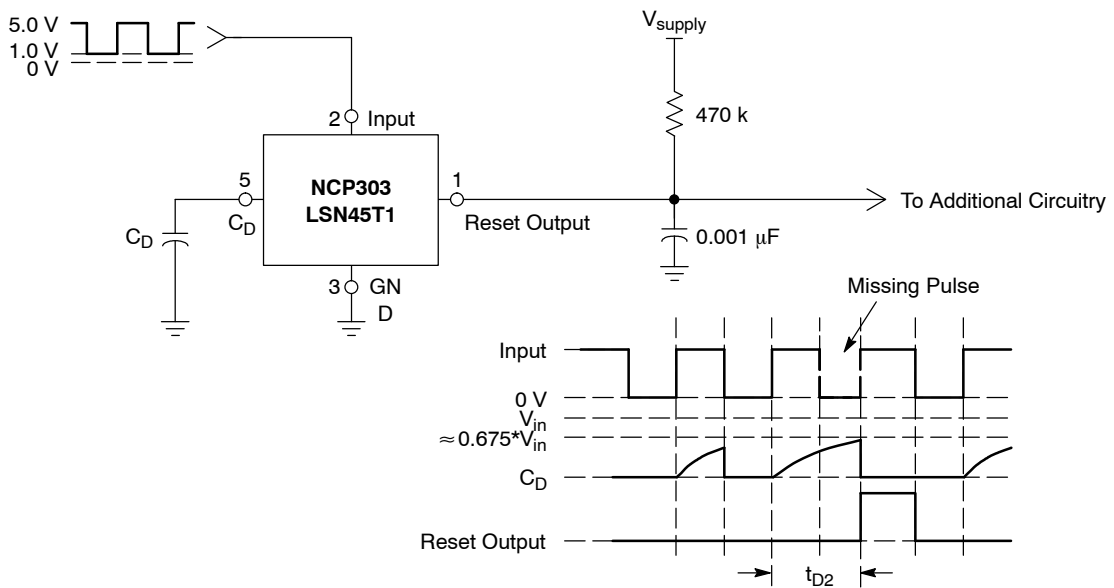 5.0 V
1.0 V
0 V
2 Input
5
C_D
C_D
NCP303
LSN45T1
1
Reset Output
3 GN
D
V_supply
470 k
0.001 μF
To Additional Circuitry
Missing Pulse
Input
0 V
V_in
≈ 0.675*V_in
C_D
Reset Output
t_D2